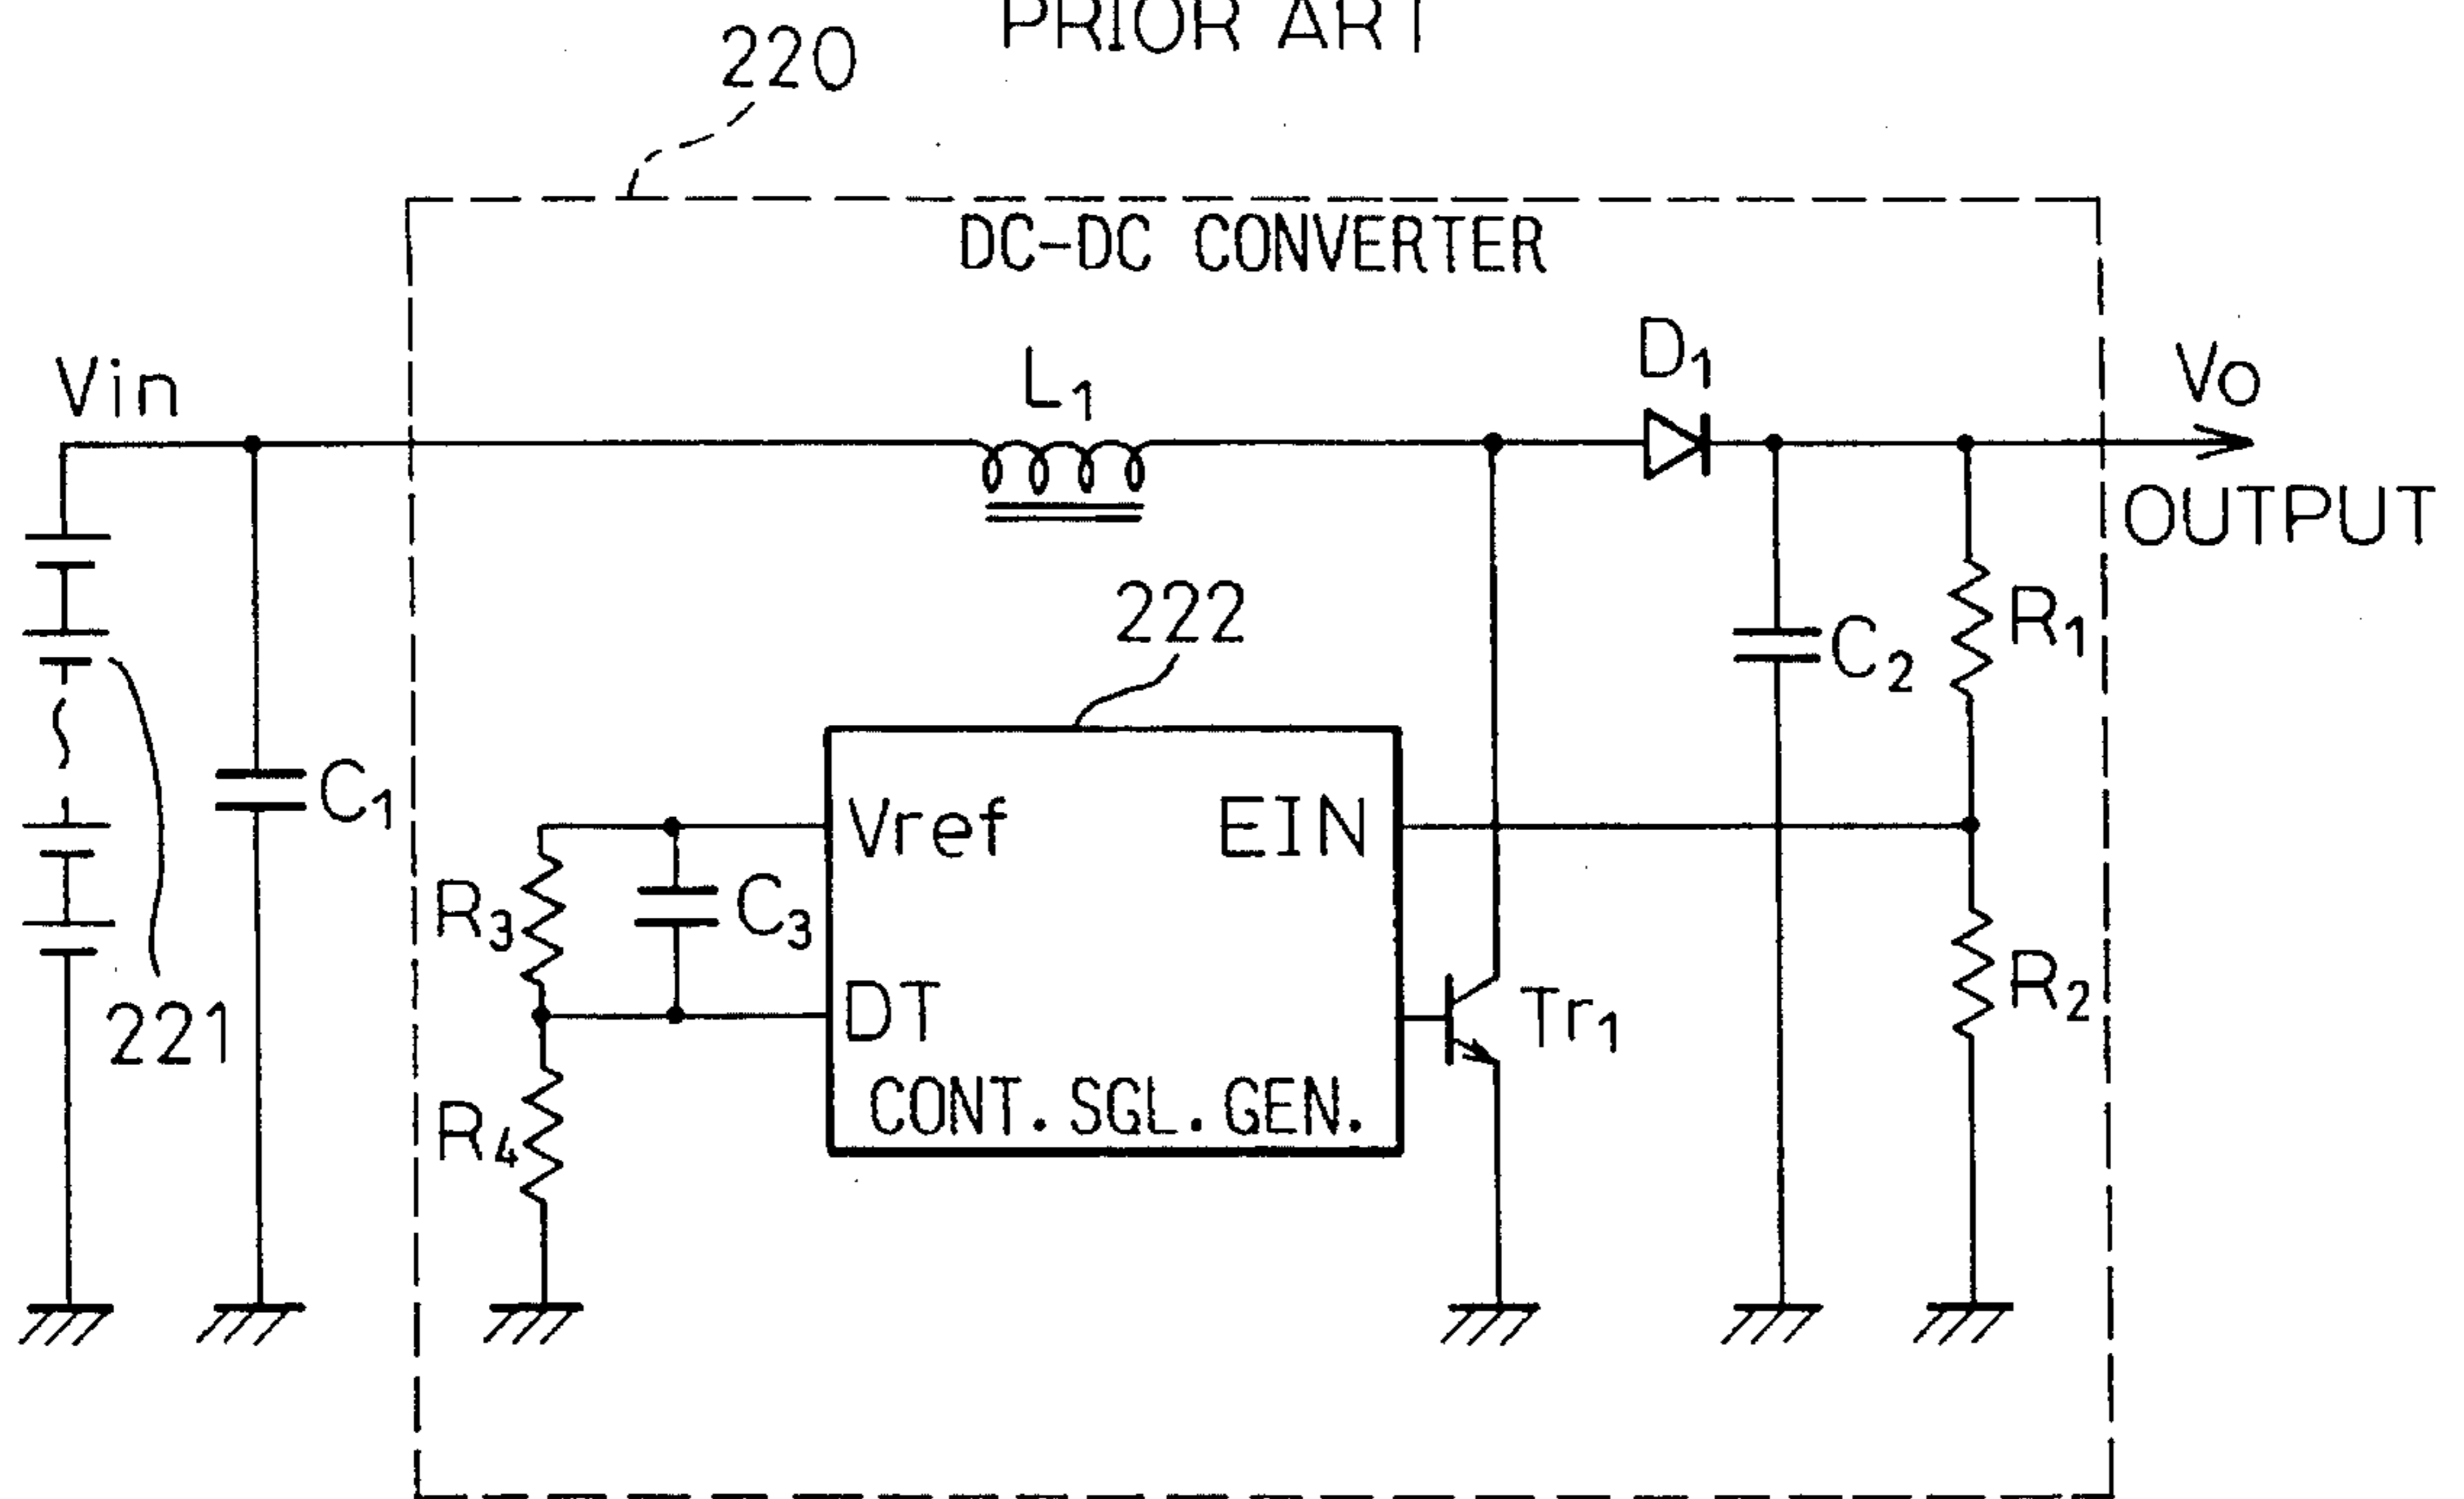 PRIOR ART
220
DC-DC CONVERTER
Vin
L1
D1
Vo
OUTPUT
222
R1
C2
C1
Vref
EIN
R3
C3
R2
221
DT
Tr1
CONT.SGL.GEN.
R4